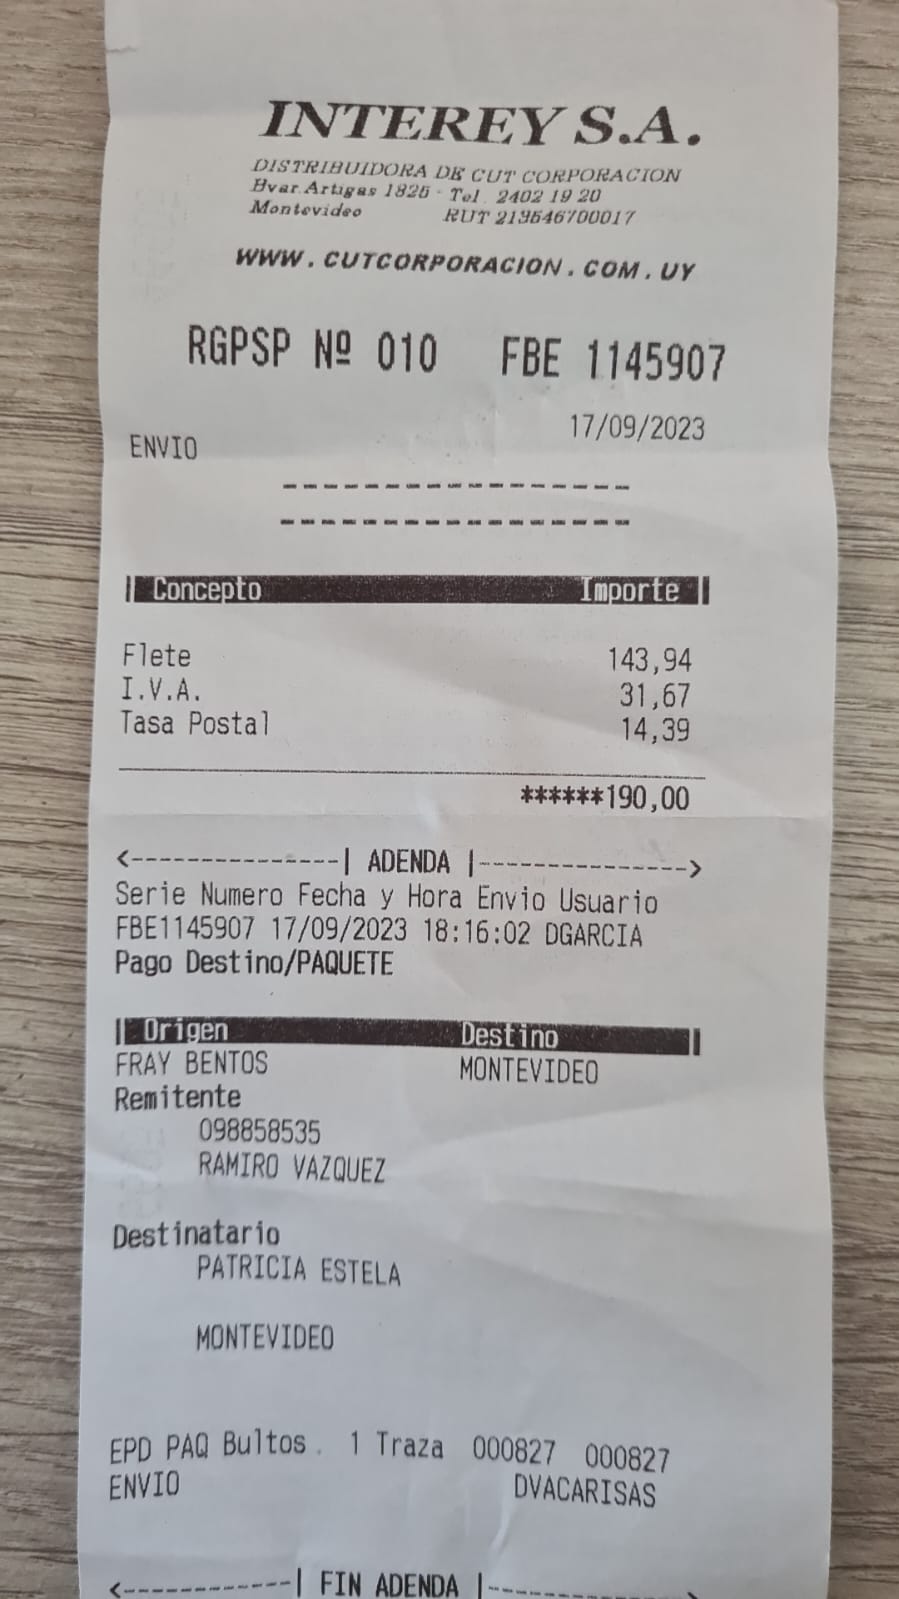 INTEREY S.A.
DISTRIBUIDORA DE CUT CORPORACION
Bvar.Artigas 1825 - Tel. 2402 19 20
Montevideo RUT 213546700017
WWW.CUTCORPORACION.COM.UY
RGPSP Nº 010 FBE 1145907
17/09/2023
ENVIO
Concepto Importe
Flete 143,94
I.V.A. 31,67
Tasa Postal 14,39
******190,00
<---------------| ADENDA |---------------->
Serie Numero Fecha y Hora Envio Usuario
FBE1145907 17/09/2023 18:16:02 DGARCIA
Pago Destino/PAQUETE
Origen Destino
FRAY BENTOS MONTEVIDEO
Remitente
098858535
RAMIRO VAZQUEZ
Destinatario
PATRICIA ESTELA
MONTEVIDEO
EPD PAQ Bultos. 1 Traza 000827 000827
ENVIO DVACARISAS
<------------| FIN ADENDA |--------------->